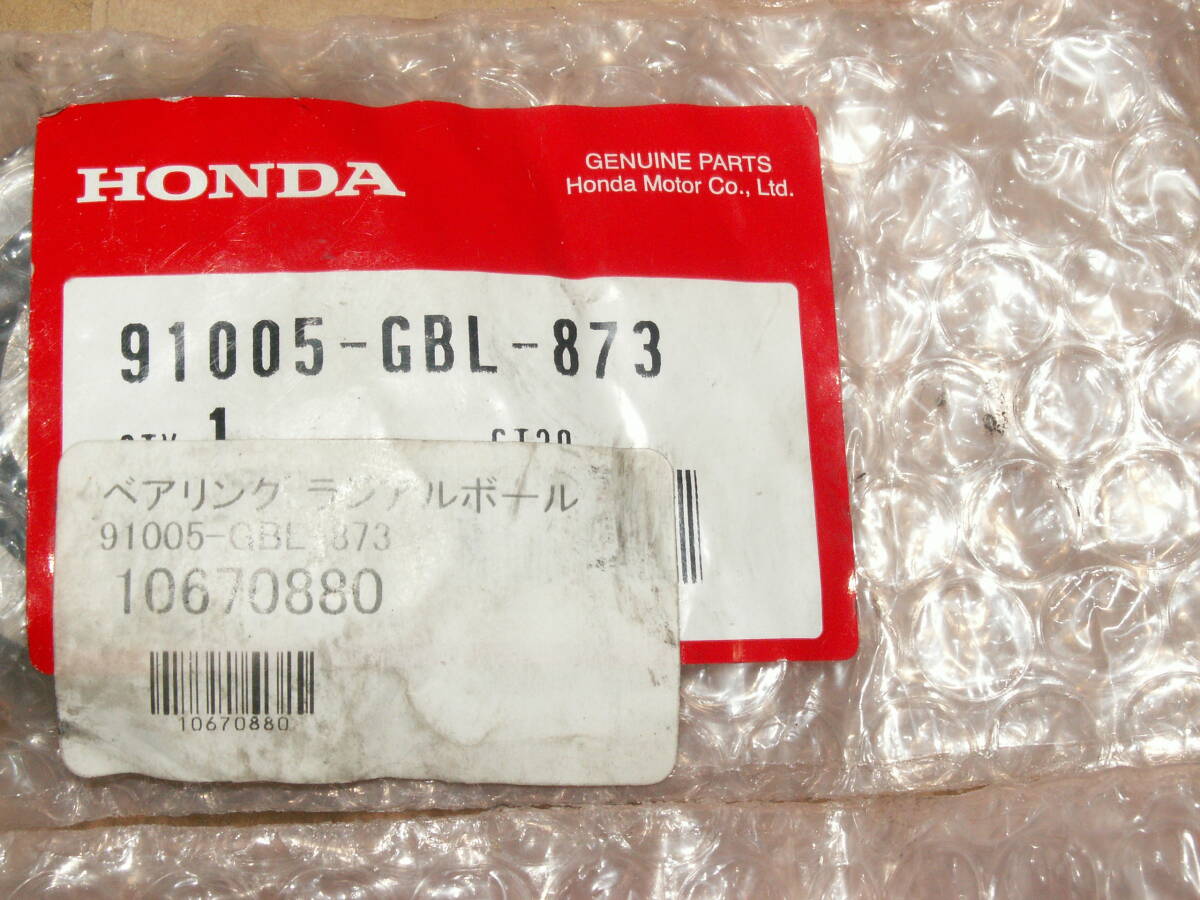 HONDA
GENUINE PARTS
Honda Motor Co., Ltd.
91005-GBL-873
QTY 1
ベアリング ラジアルボール
91005-GBL 873
10670880
10670880